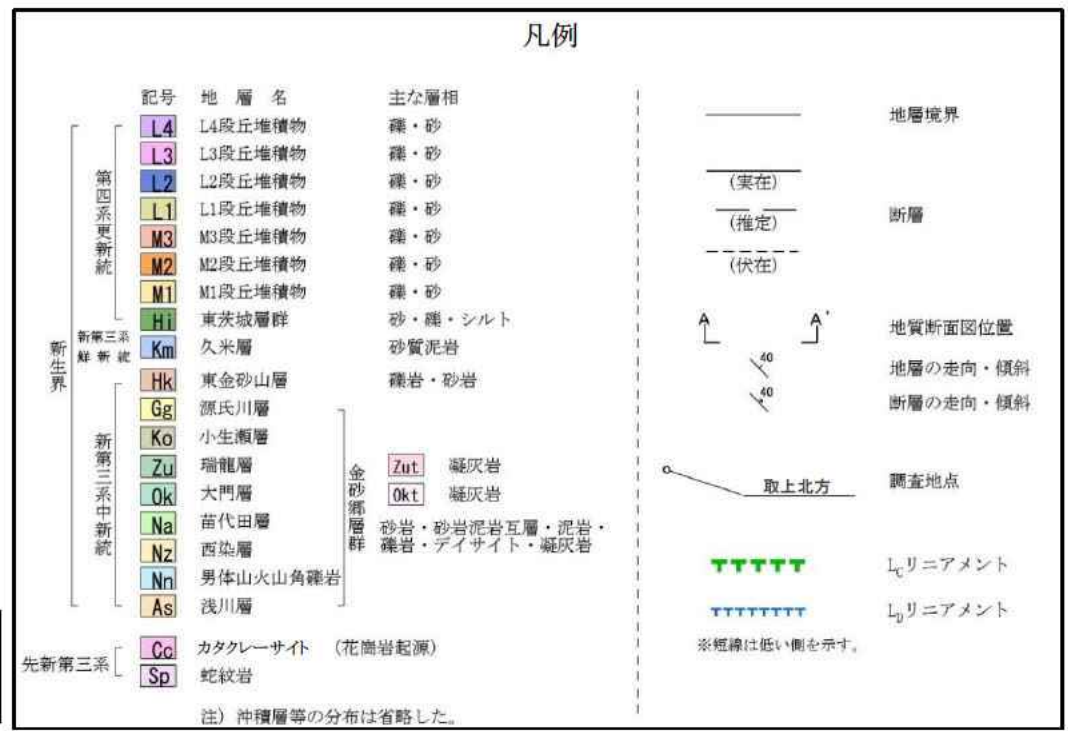 凡例
記号 地 層 名 主な層相
L4 L4段丘堆積物 礫・砂
L3 L3段丘堆積物 礫・砂
L2 L2段丘堆積物 礫・砂
L1 L1段丘堆積物 礫・砂
M3 M3段丘堆積物 礫・砂
M2 M2段丘堆積物 礫・砂
M1 M1段丘堆積物 礫・砂
Hi 東茨城層群 砂・礫・シルト
Km 久米層 砂質泥岩
Hk 東金砂山層 礫岩・砂岩
Gg 源氏川層
Ko 小生瀬層
Zu 瑞龍層
Ok 大門層
Na 苗代田層
Nz 西染層
Nn 男体山火山角礫岩
As 浅川層
Cc カタクレーサイト (花崗岩起源)
Sp 蛇紋岩
注) 沖積層等の分布は省略した。
新生界
第四系更新統
新第三系
鮮新統
新第三系中新統
先新第三系
金砂郷層群
Zut 凝灰岩
Okt 凝灰岩
砂岩・砂岩泥岩互層・泥岩・
礫岩・デイサイト・凝灰岩
地層境界
(実在)
(推定)
(伏在)
断層
A A'
地質断面図位置
40
地層の走向・傾斜
40
断層の走向・傾斜
取上北方
調査地点
LCリニアメント
LDリニアメント
※短線は低い側を示す。